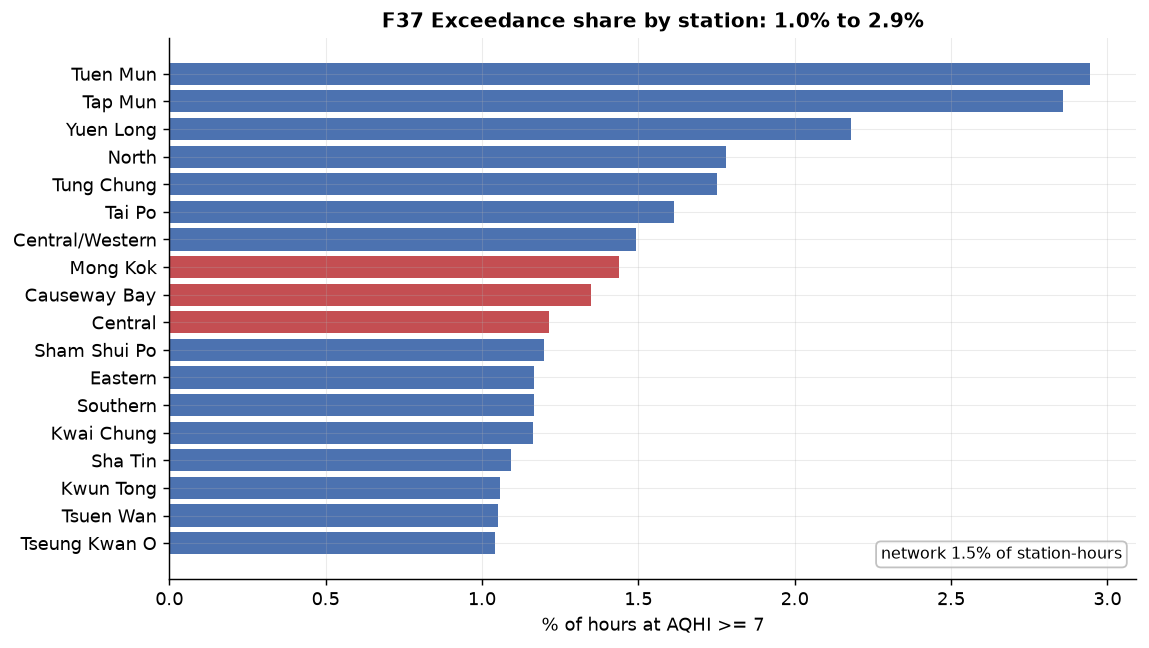 F37 Exceedance share by station: 1.0% to 2.9%
Tuen Mun
Tap Mun
Yuen Long
North
Tung Chung
Tai Po
Central/Western
Mong Kok
Causeway Bay
Central
Sham Shui Po
Eastern
Southern
Kwai Chung
Sha Tin
Kwun Tong
Tsuen Wan
Tseung Kwan O
network 1.5% of station-hours
0.0 0.5 1.0 1.5 2.0 2.5 3.0
% of hours at AQHI >= 7